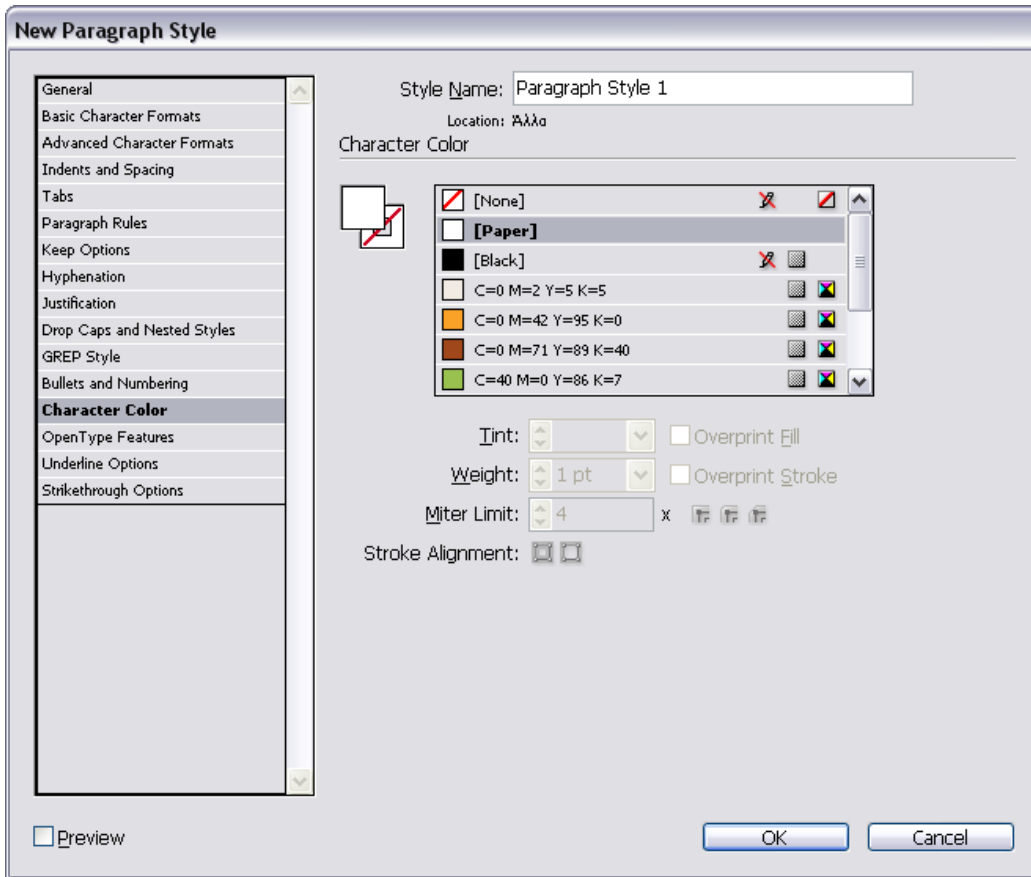 New Paragraph Style
General
Basic Character Formats
Advanced Character Formats
Indents and Spacing
Tabs
Paragraph Rules
Keep Options
Hyphenation
Justification
Drop Caps and Nested Styles
GREP Style
Bullets and Numbering
Character Color
OpenType Features
Underline Options
Strikethrough Options
Style Name: Paragraph Style 1
Location: Άλλα
Character Color
[None]
[Paper]
[Black]
C=0 M=2 Y=5 K=5
C=0 M=42 Y=95 K=0
C=0 M=71 Y=89 K=40
C=40 M=0 Y=86 K=7
Tint: Overprint Fill
Weight: 1 pt Overprint Stroke
Miter Limit: 4 x
Stroke Alignment:
Preview OK Cancel